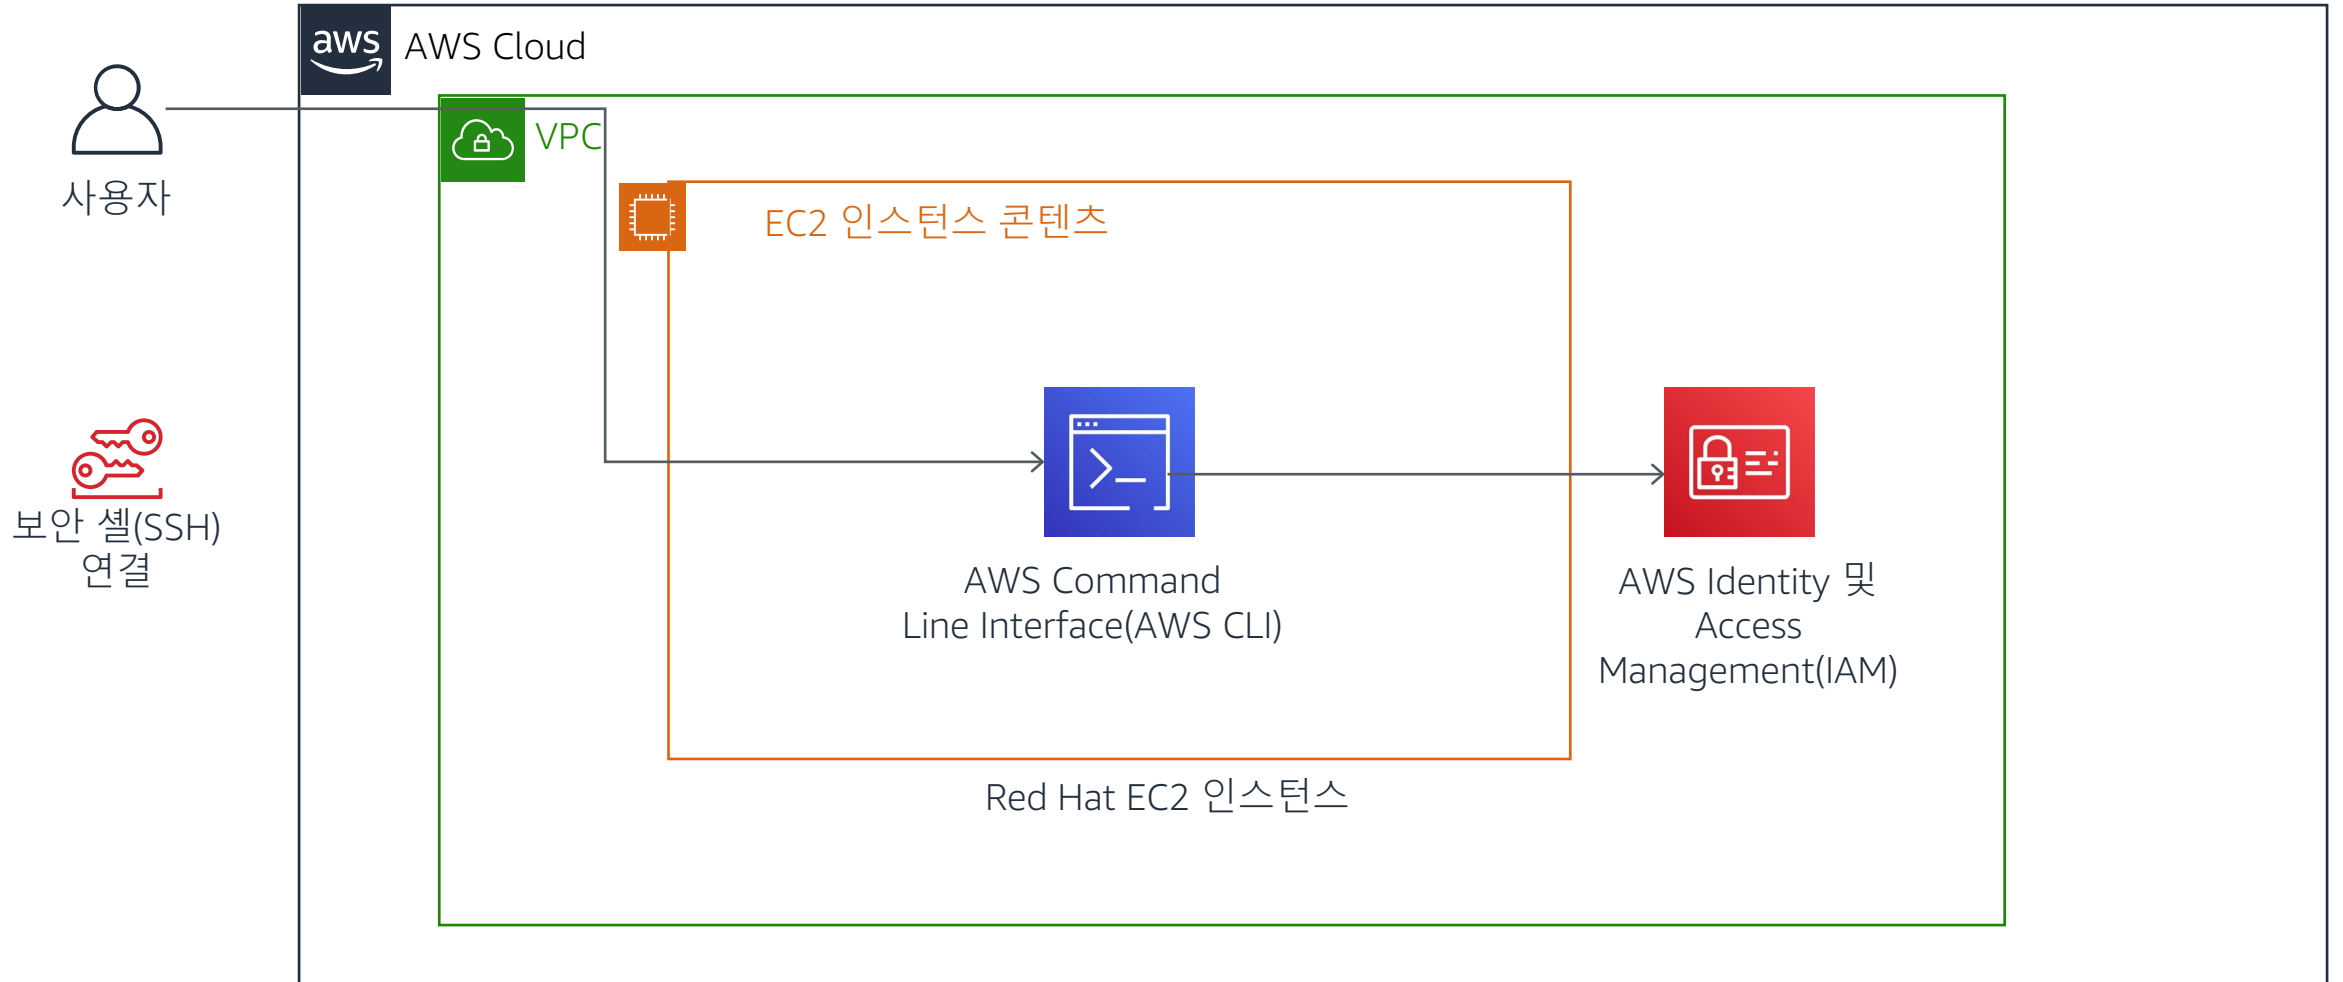 aws
AWS Cloud
VPC
사용자
EC2 인스턴스 콘텐츠
보안 셸(SSH)
연결
AWS Command
Line Interface(AWS CLI)
AWS Identity 및
Access
Management(IAM)
Red Hat EC2 인스턴스